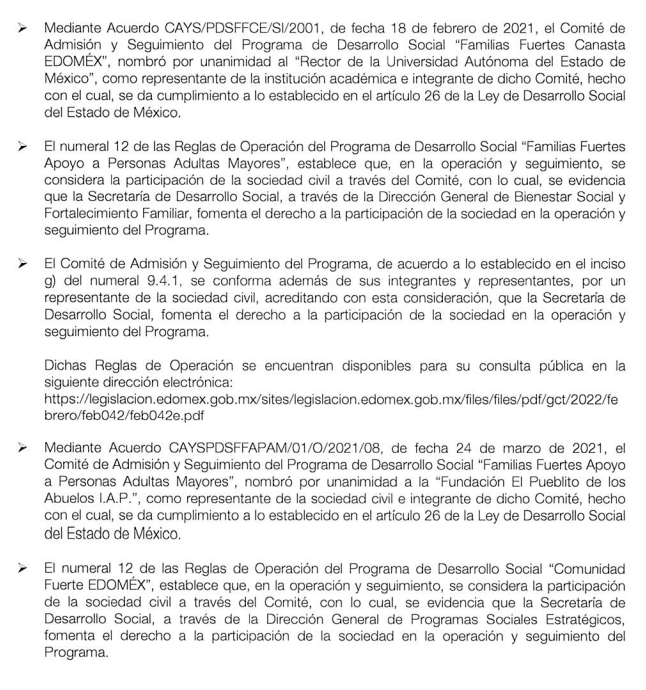 ➢ Mediante Acuerdo CAYS/PDSFFCE/SI/2001, de fecha 18 de febrero de 2021, el Comité de
Admisión y Seguimiento del Programa de Desarrollo Social “Familias Fuertes Canasta
EDOMÉX”, nombró por unanimidad al “Rector de la Universidad Autónoma del Estado de
México”, como representante de la institución académica e integrante de dicho Comité, hecho
con el cual, se da cumplimiento a lo establecido en el artículo 26 de la Ley de Desarrollo Social
del Estado de México.
➢ El numeral 12 de las Reglas de Operación del Programa de Desarrollo Social “Familias Fuertes
Apoyo a Personas Adultas Mayores”, establece que, en la operación y seguimiento, se
considera la participación de la sociedad civil a través del Comité, con lo cual, se evidencia
que la Secretaría de Desarrollo Social, a través de la Dirección General de Bienestar Social y
Fortalecimiento Familiar, fomenta el derecho a la participación de la sociedad en la operación y
seguimiento del Programa.
➢ El Comité de Admisión y Seguimiento del Programa, de acuerdo a lo establecido en el inciso
g) del numeral 9.4.1, se conforma además de sus integrantes y representantes, por un
representante de la sociedad civil, acreditando con esta consideración, que la Secretaría de
Desarrollo Social, fomenta el derecho a la participación de la sociedad en la operación y
seguimiento del Programa.
Dichas Reglas de Operación se encuentran disponibles para su consulta pública en la
siguiente dirección electrónica:
https://legislacion.edomex.gob.mx/sites/legislacion.edomex.gob.mx/files/files/pdf/gct/2022/fe
brero/feb042/feb042e.pdf
➢ Mediante Acuerdo CAYSPDSFFAPAM/01/O/2021/08, de fecha 24 de marzo de 2021, el
Comité de Admisión y Seguimiento del Programa de Desarrollo Social “Familias Fuertes Apoyo
a Personas Adultas Mayores”, nombró por unanimidad a la “Fundación El Pueblito de los
Abuelos I.A.P.”, como representante de la sociedad civil e integrante de dicho Comité, hecho
con el cual, se da cumplimiento a lo establecido en el artículo 26 de la Ley de Desarrollo Social
del Estado de México.
➢ El numeral 12 de las Reglas de Operación del Programa de Desarrollo Social “Comunidad
Fuerte EDOMÉX”, establece que, en la operación y seguimiento, se considera la participación
de la sociedad civil a través del Comité, con lo cual, se evidencia que la Secretaría de
Desarrollo Social, a través de la Dirección General de Programas Sociales Estratégicos,
fomenta el derecho a la participación de la sociedad en la operación y seguimiento del
Programa.